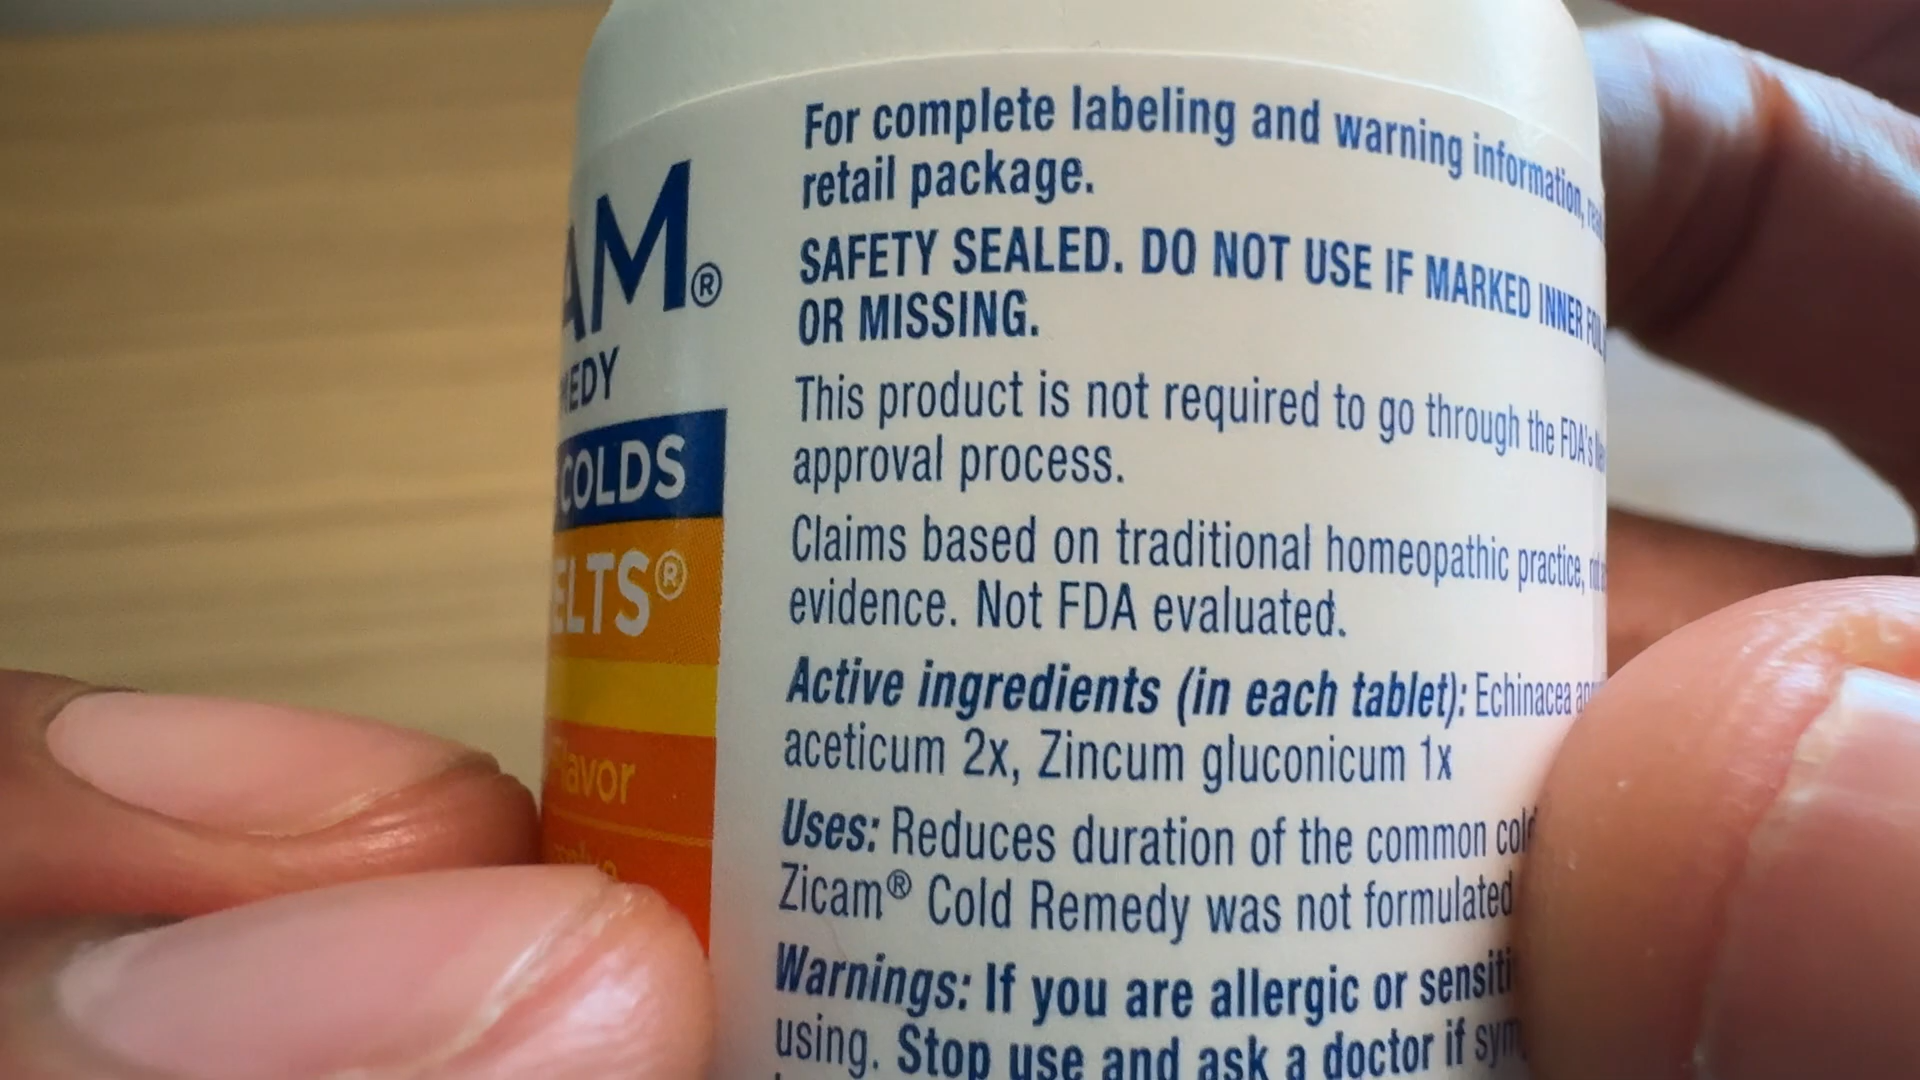 AM®
MEDY
COLDS
ELTS®
Flavor
For complete labeling and warning information,
retail package.
SAFETY SEALED. DO NOT USE IF MARKED INNER FOIL
OR MISSING.
This product is not required to go through the FDA's
approval process.
Claims based on traditional homeopathic practice,
evidence. Not FDA evaluated.
Active ingredients (in each tablet): Echinacea
aceticum 2x, Zincum gluconicum 1x
Uses: Reduces duration of the common
Zicam® Cold Remedy was not formulated
Warnings: If you are allergic or
using. Stop use and ask a doctor if